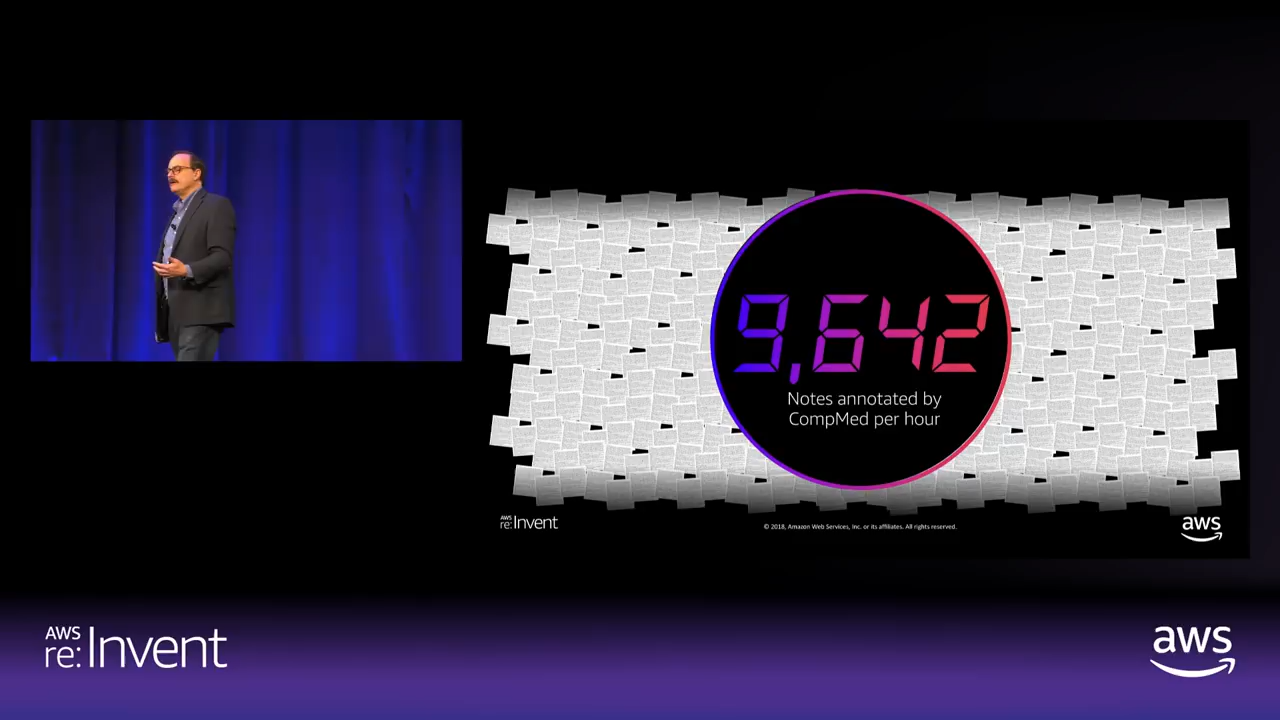 9,642
Notes annotated by
CompMed per hour
AWS
re:Invent
© 2018, Amazon Web Services, Inc. or its affiliates. All rights reserved.
aws
AWS
re:Invent
aws